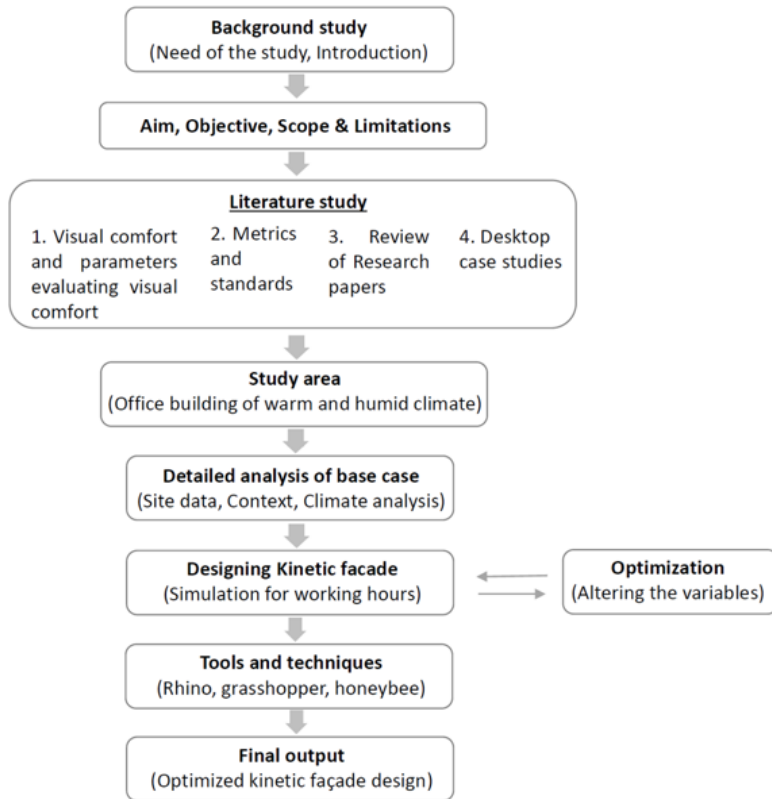 Background study
(Need of the study, Introduction)
Aim, Objective, Scope & Limitations
Literature study
1. Visual comfort
and parameters
evaluating visual
comfort
2. Metrics
and
standards
3. Review
of Research
papers
4. Desktop
case studies
Study area
(Office building of warm and humid climate)
Detailed analysis of base case
(Site data, Context, Climate analysis)
Designing Kinetic facade
(Simulation for working hours)
Optimization
(Altering the variables)
Tools and techniques
(Rhino, grasshopper, honeybee)
Final output
(Optimized kinetic façade design)